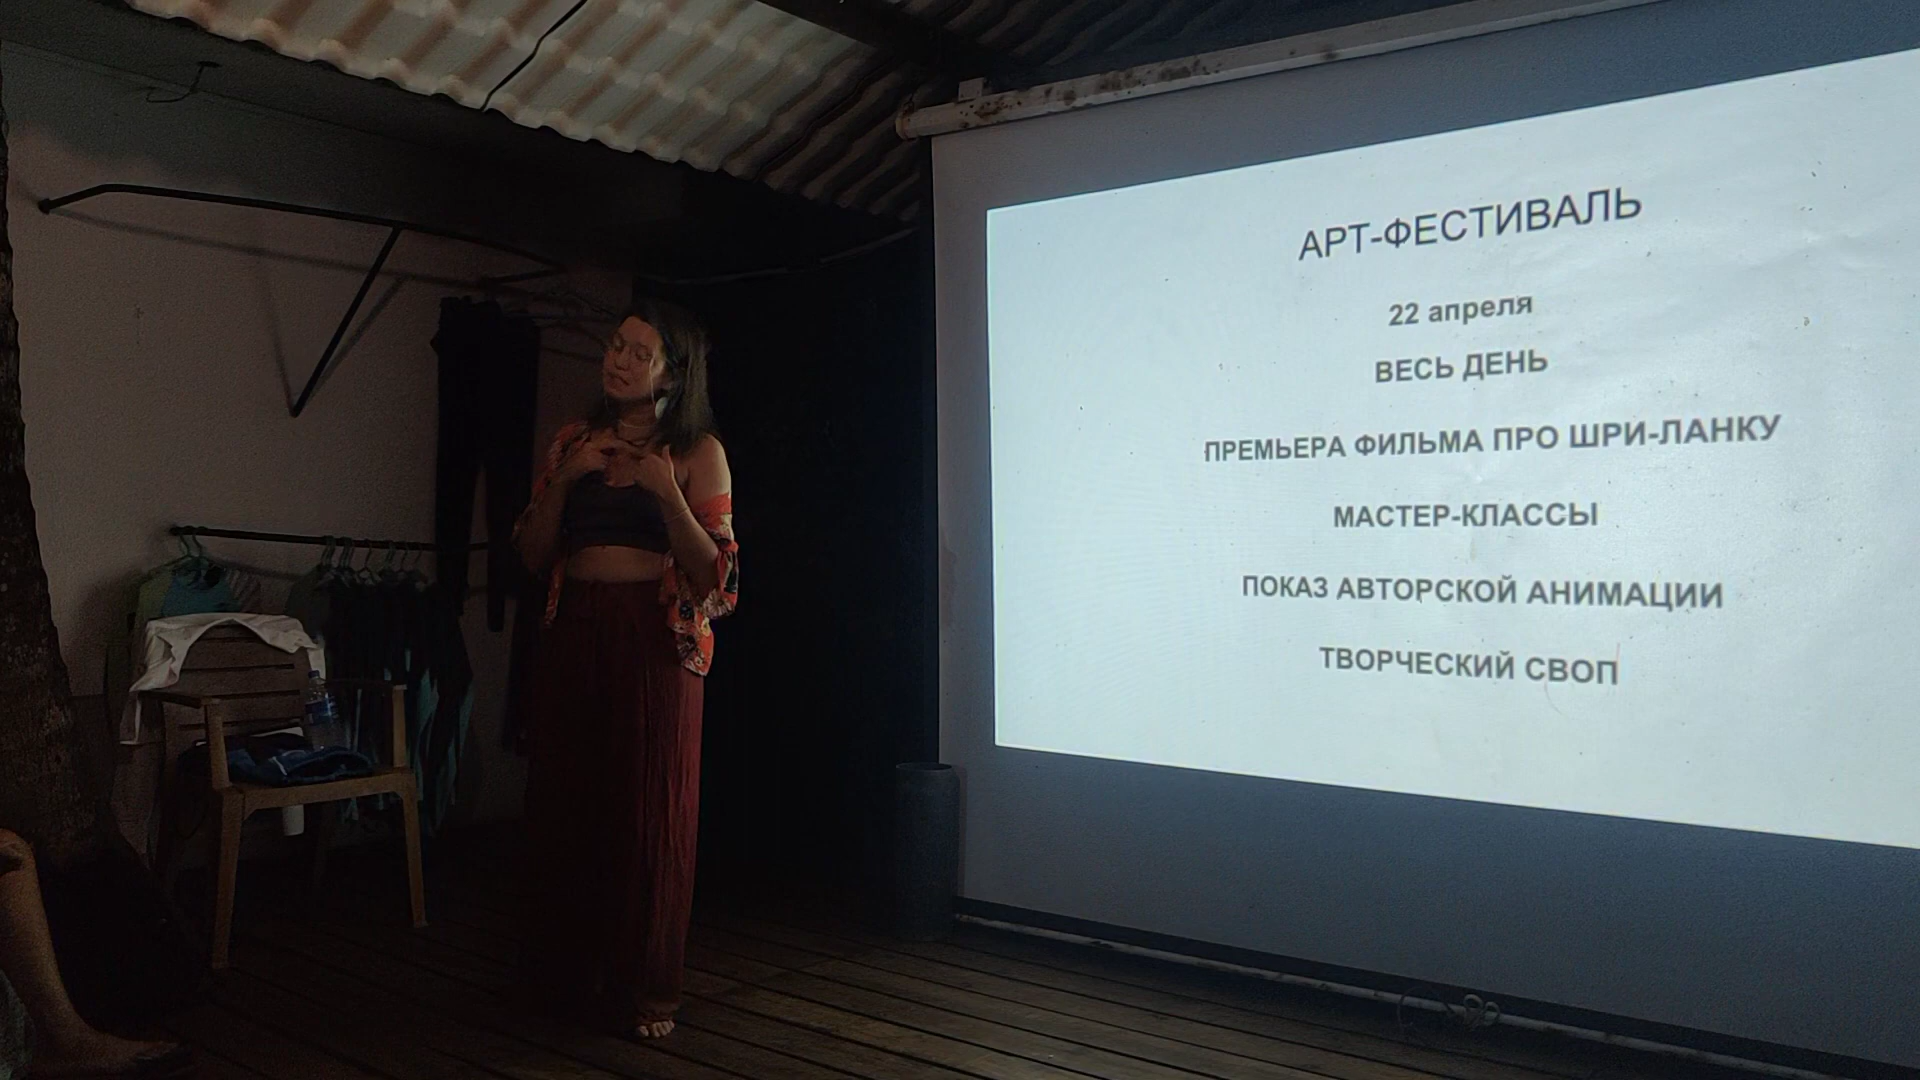 АРТ-ФЕСТИВАЛЬ
22 апреля
ВЕСЬ ДЕНЬ
ПРЕМЬЕРА ФИЛЬМА ПРО ШРИ-ЛАНКУ
МАСТЕР-КЛАССЫ
ПОКАЗ АВТОРСКОЙ АНИМАЦИИ
ТВОРЧЕСКИЙ СВОП